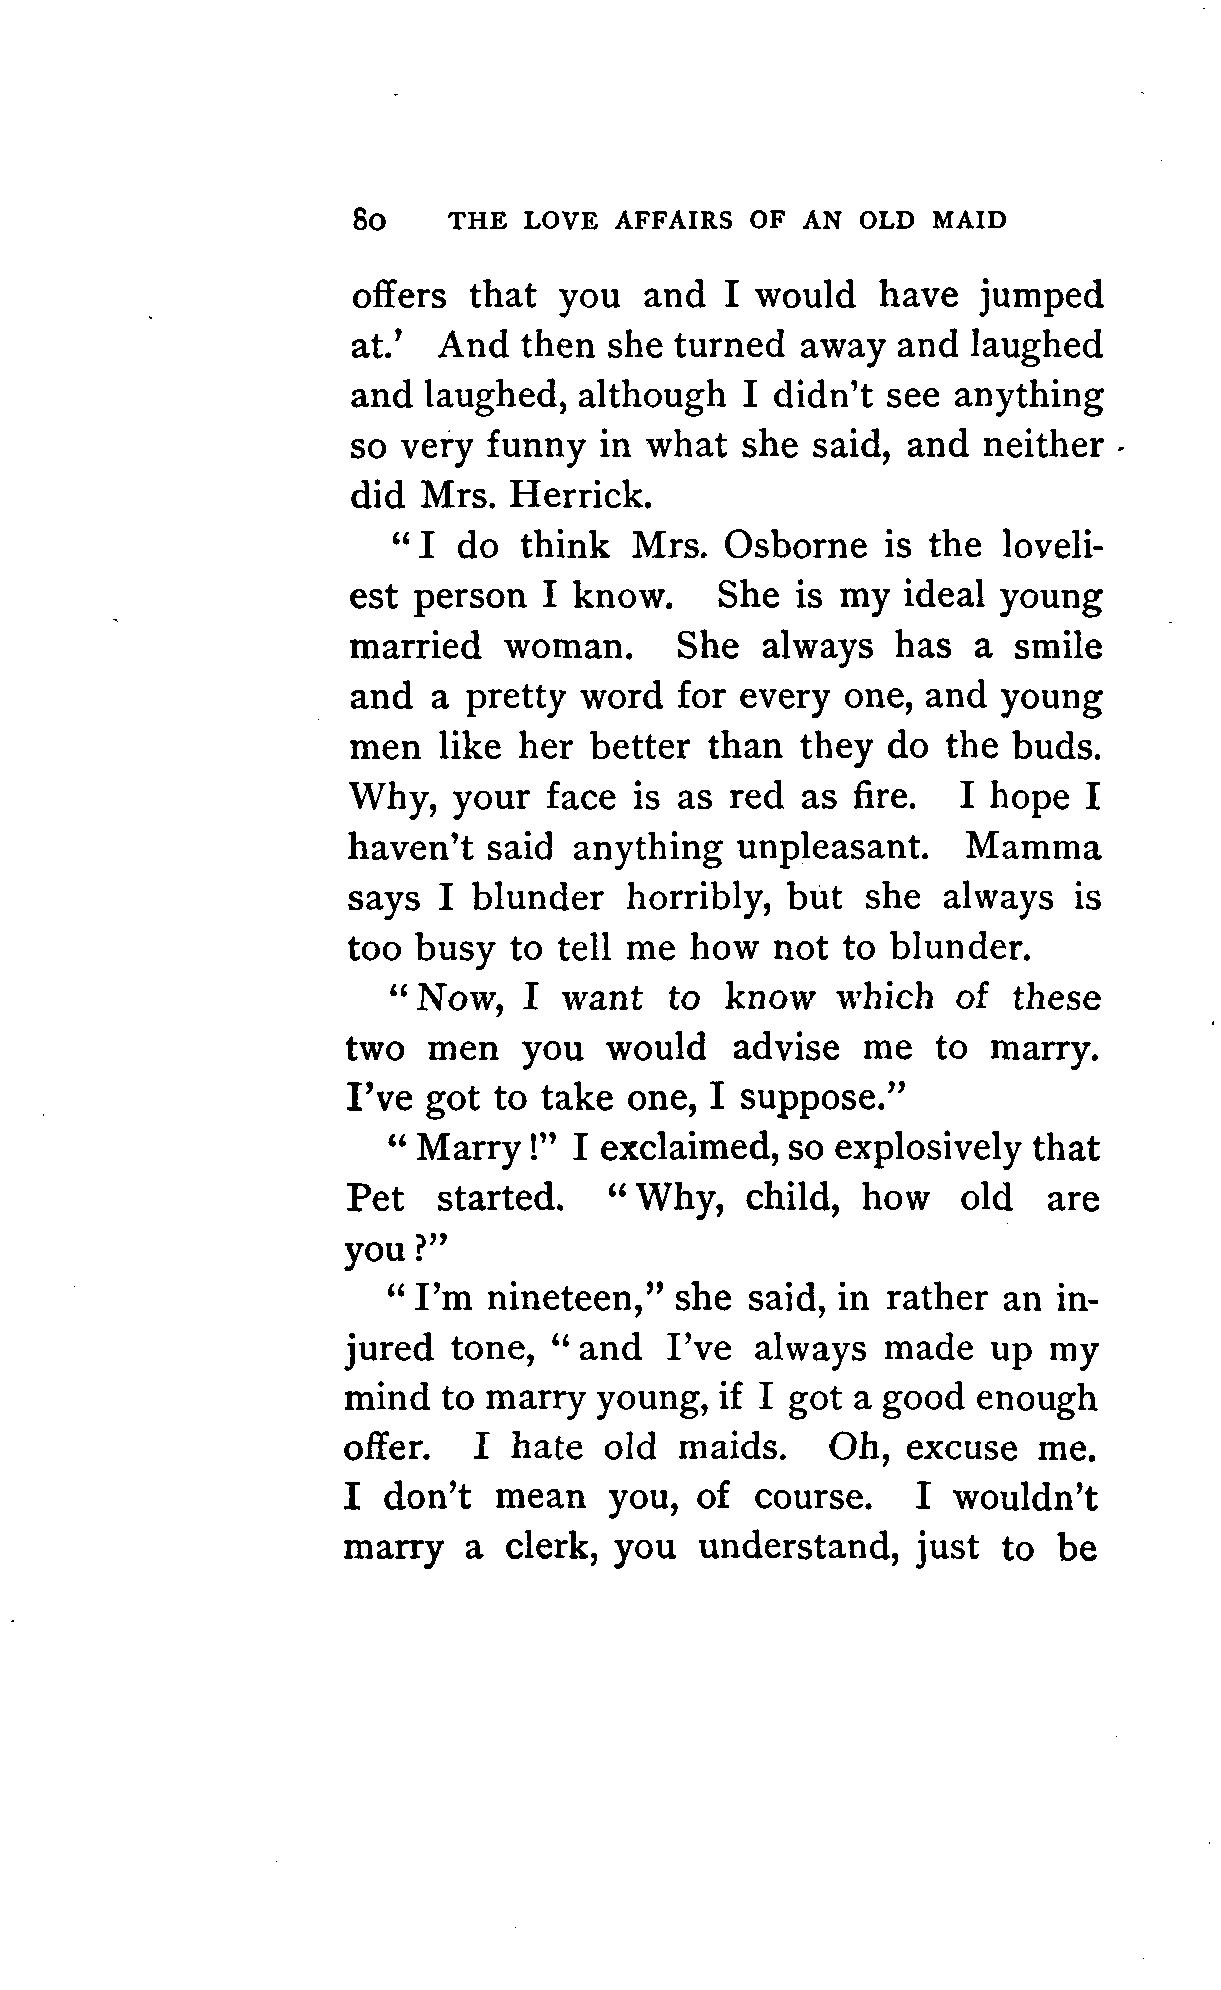 80 THE LOVE AFFAIRS OF AN OLD MAID
offers that you and I would have jumped
at.' And then she turned away and laughed
and laughed, although I didn't see anything
so very funny in what she said, and neither
did Mrs. Herrick.
"I do think Mrs. Osborne is the loveli-
est person I know. She is my ideal young
married woman. She always has a smile
and a pretty word for every one, and young
men like her better than they do the buds.
Why, your face is as red as fire. I hope I
haven't said anything unpleasant. Mamma
says I blunder horribly, but she always is
too busy to tell me how not to blunder.
"Now, I want to know which of these
two men you would advise me to marry.
I've got to take one, I suppose."
"Marry!" I exclaimed, so explosively that
Pet started. "Why, child, how old are
you?"
"I'm nineteen," she said, in rather an in-
jured tone, "and I've always made up my
mind to marry young, if I got a good enough
offer. I hate old maids. Oh, excuse me.
I don't mean you, of course. I wouldn't
marry a clerk, you understand, just to be